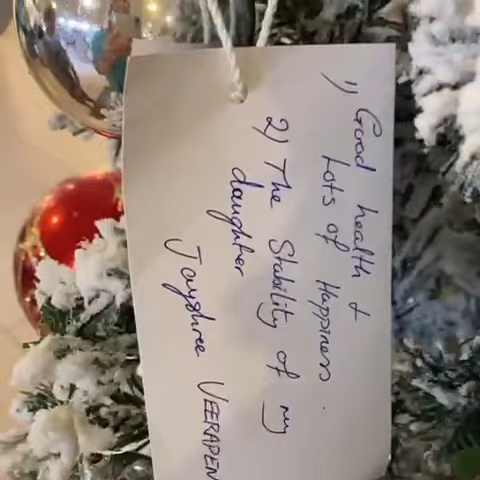 1) Good health +
Lots of Happiness.
2) The Stability of my
daughter
Jayshree VEERAPEN